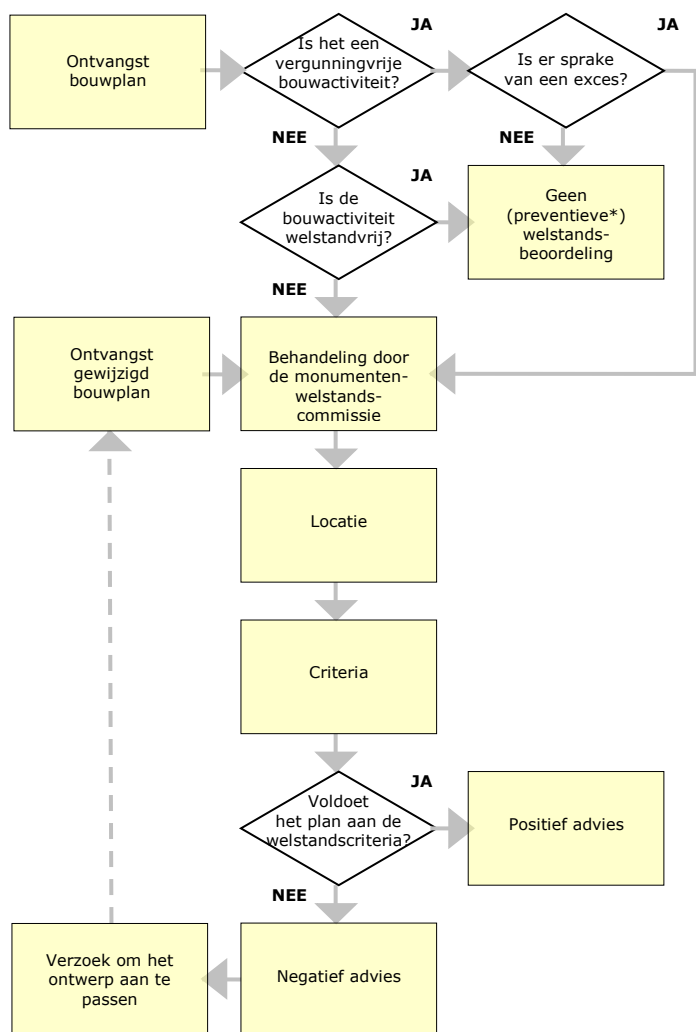 Ontvangst
bouwplan
Is het een
vergunningvrije
bouwactiviteit?
JA
Is er sprake
van een exces?
JA
NEE
NEE
Is de
bouwactiviteit
welstandvrij?
JA
Geen
(preventieve*)
welstands-
beoordeling
NEE
Ontvangst
gewijzigd
bouwplan
Behandeling door
de monumenten-
welstands-
commissie
Locatie
Criteria
Voldoet
het plan aan de
welstandscriteria?
JA
Positief advies
NEE
Verzoek om het
ontwerp aan te
passen
Negatief advies